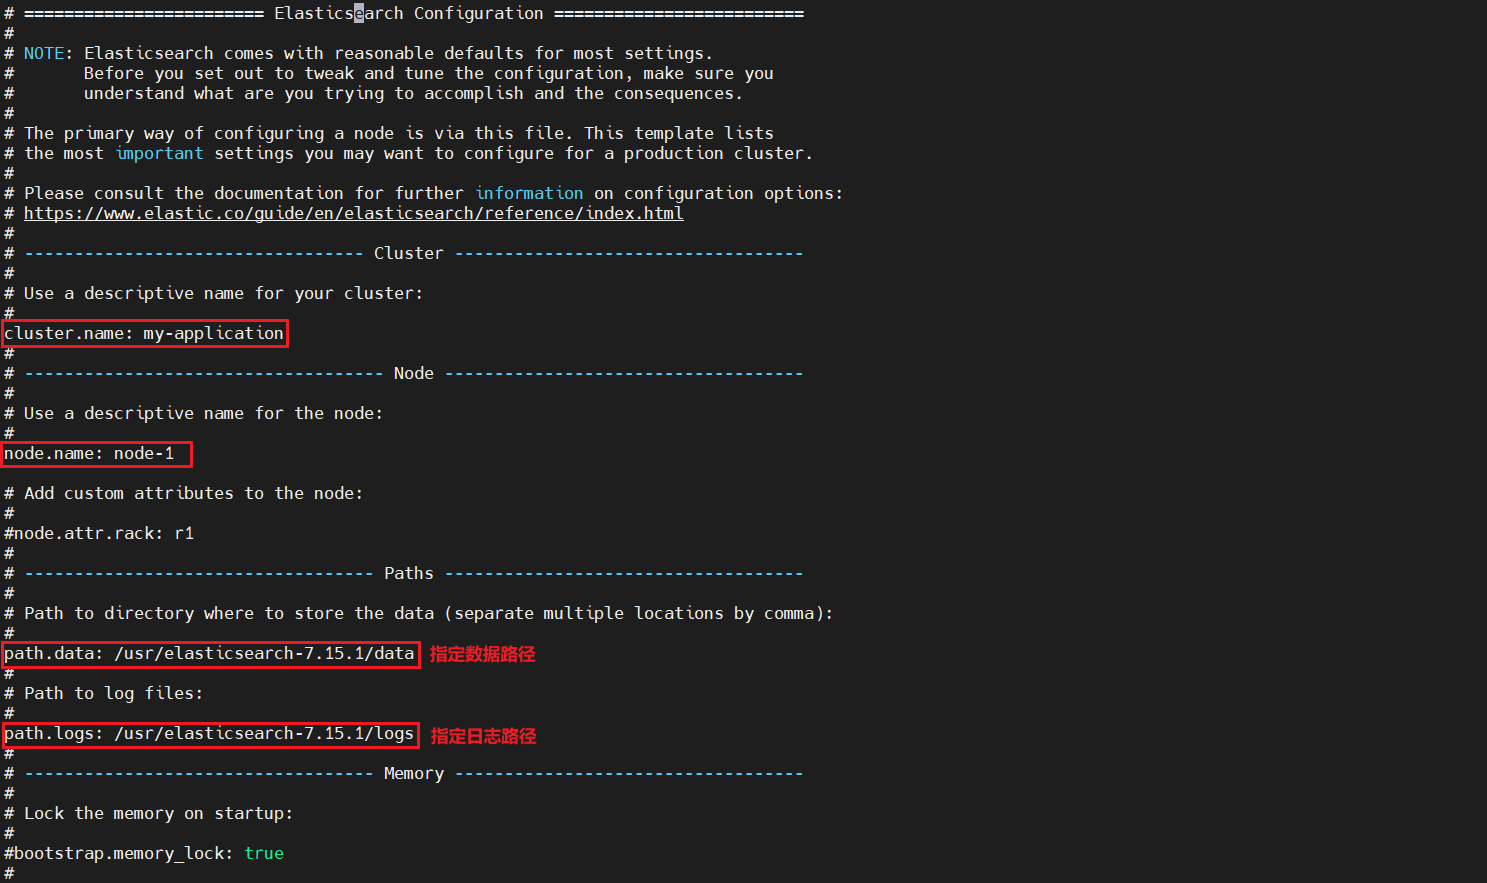 # ======================== Elasticsearch Configuration =========================
#
# NOTE: Elasticsearch comes with reasonable defaults for most settings.
#       Before you set out to tweak and tune the configuration, make sure you
#       understand what are you trying to accomplish and the consequences.
#
# The primary way of configuring a node is via this file. This template lists
# the most important settings you may want to configure for a production cluster.
#
# Please consult the documentation for further information on configuration options:
# https://www.elastic.co/guide/en/elasticsearch/reference/index.html
#
# ---------------------------------- Cluster -----------------------------------
#
# Use a descriptive name for your cluster:
#
cluster.name: my-application
#
# ------------------------------------ Node ------------------------------------
#
# Use a descriptive name for the node:
#
node.name: node-1

# Add custom attributes to the node:
#
#node.attr.rack: r1
#
# ----------------------------------- Paths ------------------------------------
#
# Path to directory where to store the data (separate multiple locations by comma):
#
path.data: /usr/elasticsearch-7.15.1/data 指定数据路径
#
# Path to log files:
#
path.logs: /usr/elasticsearch-7.15.1/logs 指定日志路径
#
# ----------------------------------- Memory -----------------------------------
#
# Lock the memory on startup:
#
#bootstrap.memory_lock: true
#